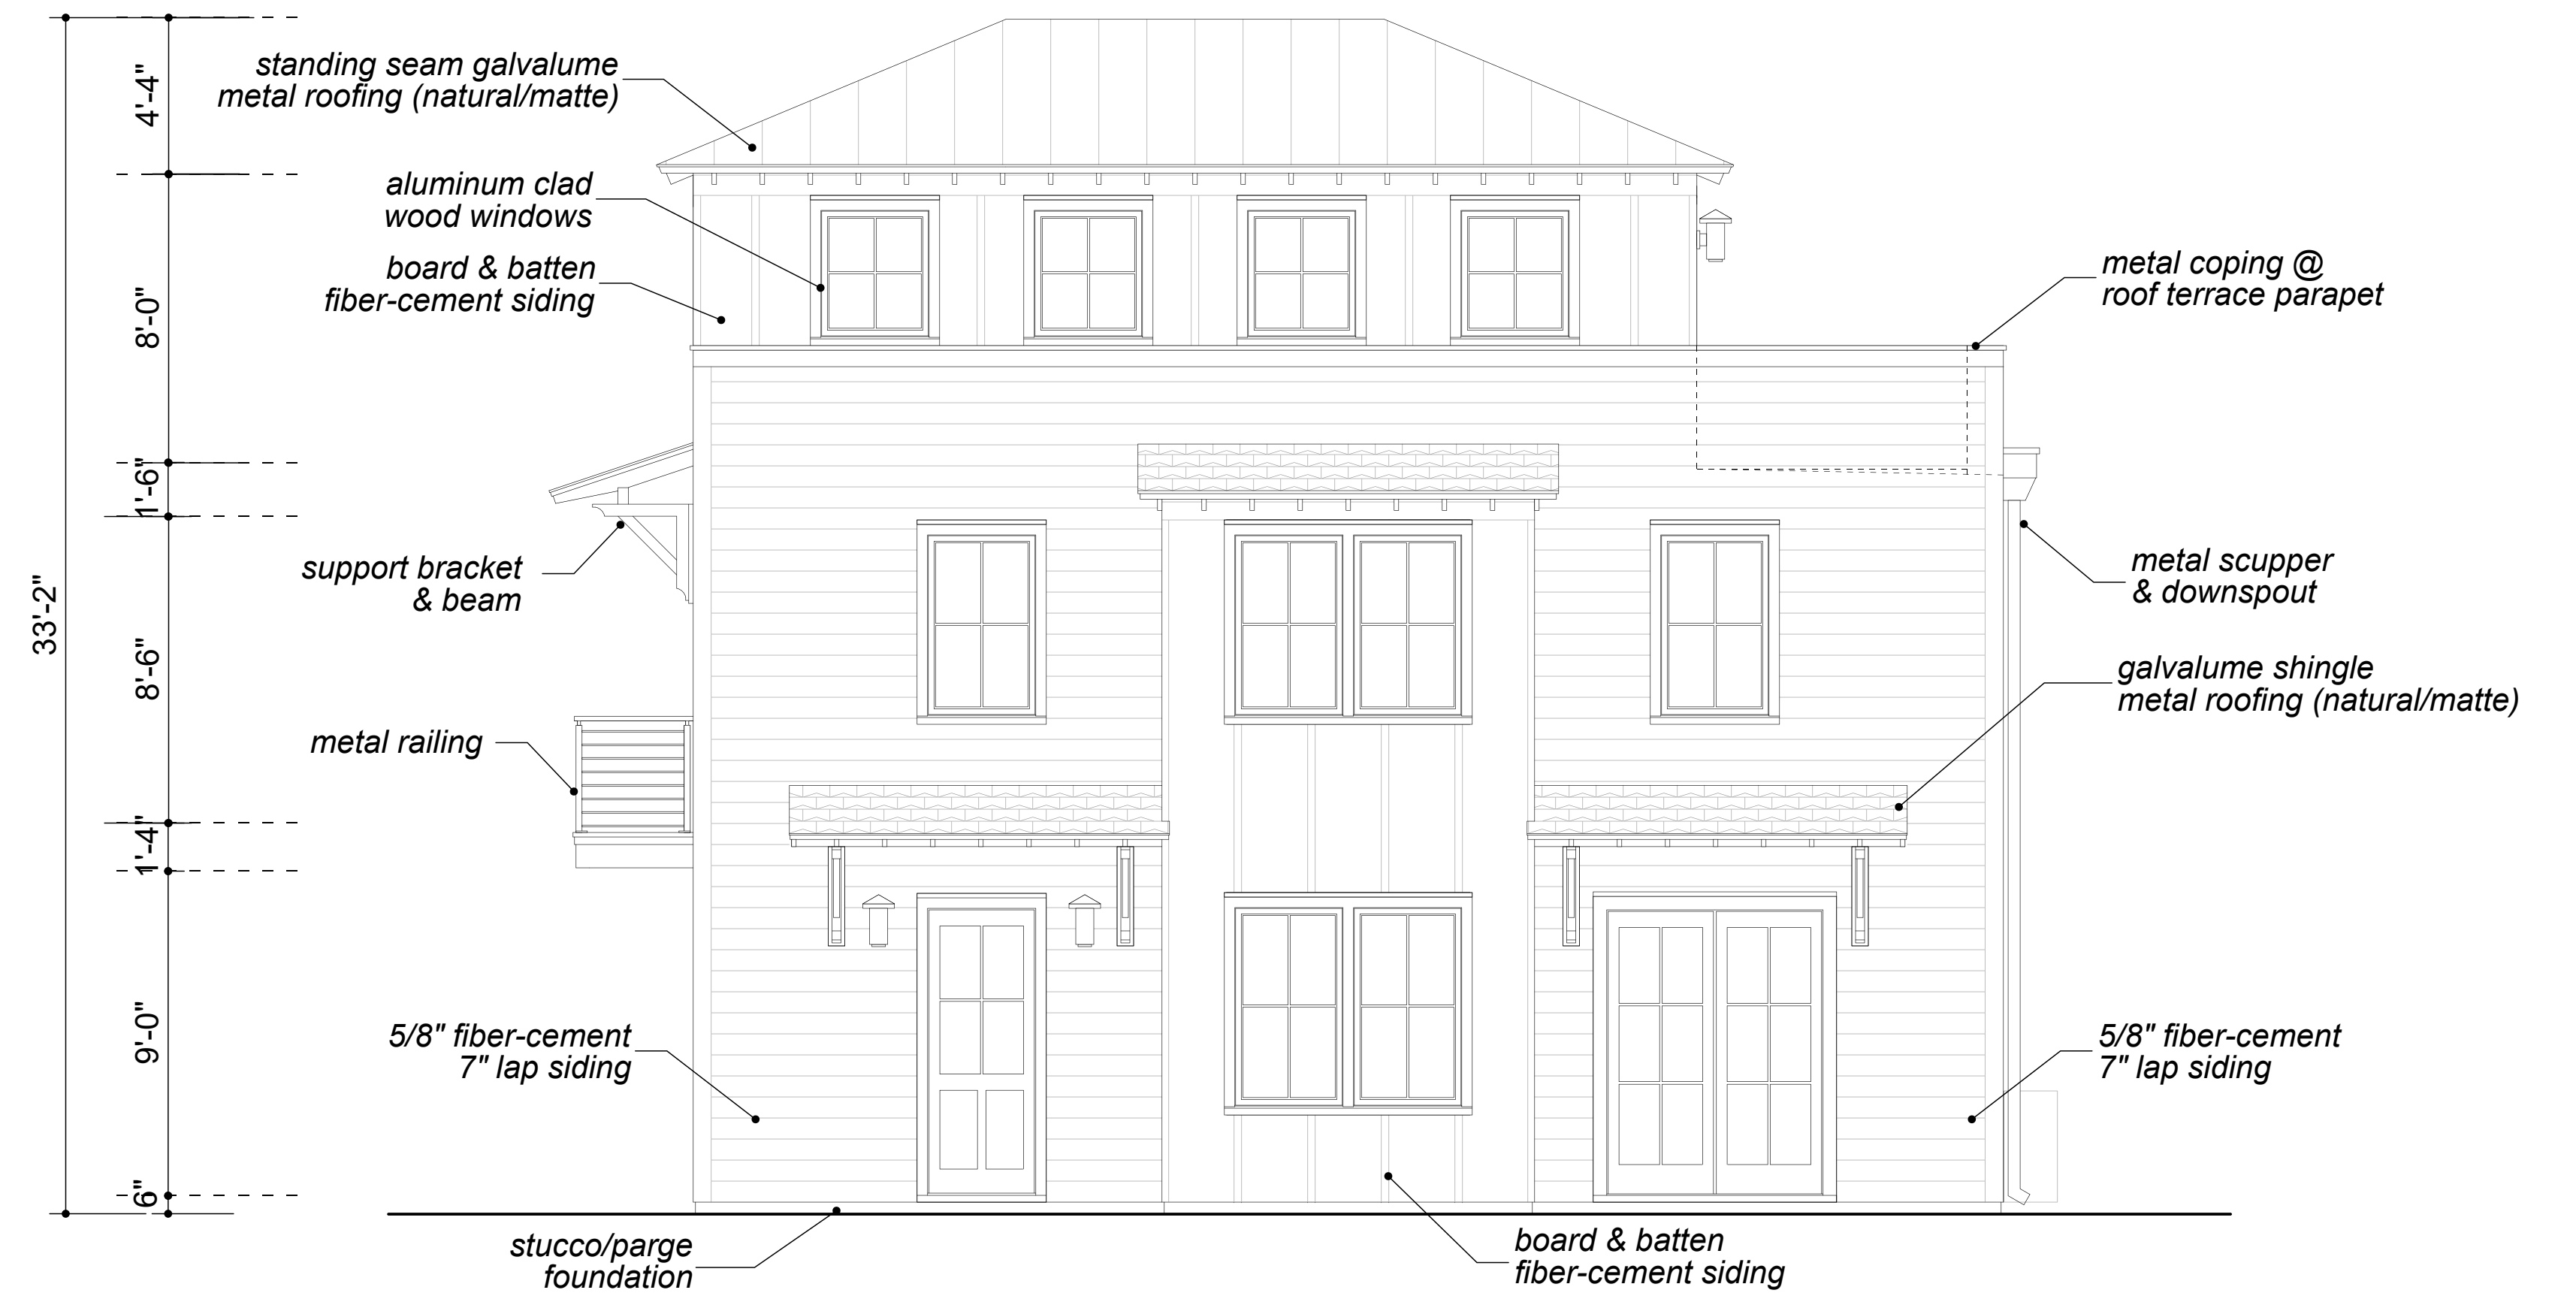 33'-2"
4'-4"
8'-0"
1'-6"
8'-6"
1'-4"
9'-0"
6"
standing seam galvalume
metal roofing (natural/matte)
aluminum clad
wood windows
board & batten
fiber-cement siding
support bracket
& beam
metal railing
5/8" fiber-cement
7" lap siding
stucco/parge
foundation
metal coping @
roof terrace parapet
metal scupper
& downspout
galvalume shingle
metal roofing (natural/matte)
5/8" fiber-cement
7" lap siding
board & batten
fiber-cement siding